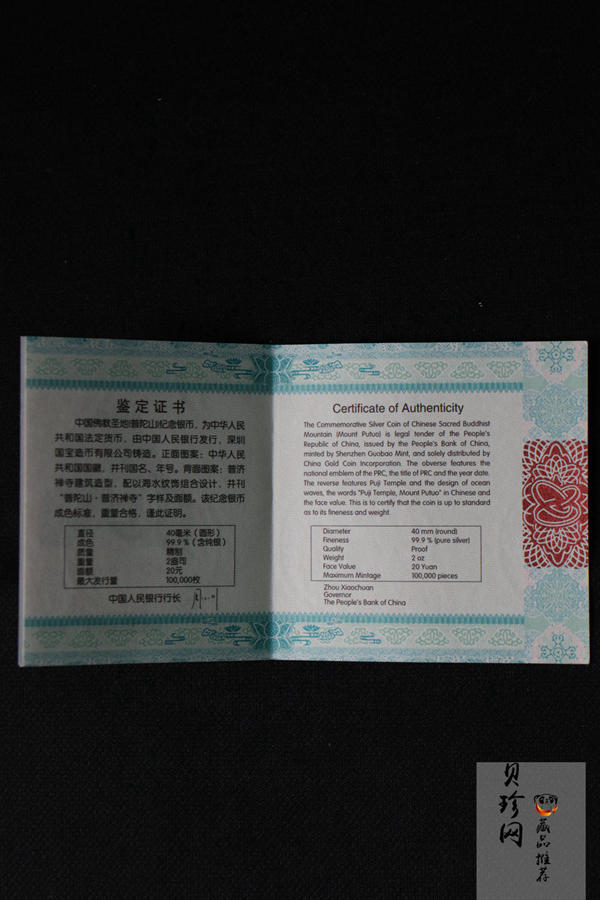 鉴定证书
中国佛教圣地(普陀山)纪念银币，为中华人民
共和国法定货币，由中国人民银行发行，深圳
国宝造币有限公司铸造。正面图案：中华人民
共和国国徽，并刊国名、年号。背面图案：普济
禅寺建筑造型，配以海水纹饰组合设计，并刊
"普陀山·普济禅寺"字样及面额。该纪念银币
成色标准，重量合格，谨此证明。
直径 40毫米（圆形）
成色 99.9％（含纯银）
质量 精制
重量 2盎司
面额 20元
最大发行量 100,000枚
中国人民银行行长
Certificate of Authenticity
The Commemorative Silver Coin of Chinese Sacred Buddhist
Mountain (Mount Putuo) is legal tender of the People's
Republic of China, issued by the People's Bank of China,
minted by Shenzhen Guobao Mint, and solely distributed by
China Gold Coin Incorporation. The obverse features the
national emblem of the PRC, the title of PRC and the year date.
The reverse features Puji Temple and the design of ocean
waves, the words "Puji Temple, Mount Putuo" in Chinese and
the face value. This is to certify that the coin is up to standard
as to its fineness and weight.
Diameter 40 mm (round)
Fineness 99.9 % (pure silver)
Quality Proof
Weight 2 oz
Face Value 20 Yuan
Maximum Mintage 100,000 pieces
Zhou Xiaochuan
Governor
The People's Bank of China
贝珍网
藏品推荐